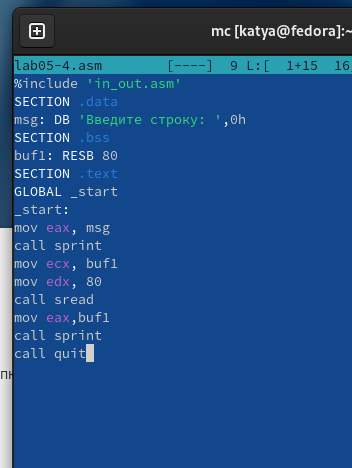 mc [katya@fedora]:~
lab05-4.asm [----] 9 L:[ 1+15 16
%include 'in_out.asm'
SECTION .data
msg: DB 'Введите строку: ',0h
SECTION .bss
buf1: RESB 80
SECTION .text
GLOBAL _start
_start:
mov eax, msg
call sprint
mov ecx, buf1
mov edx, 80
call sread
mov eax,buf1
call sprint
call quit